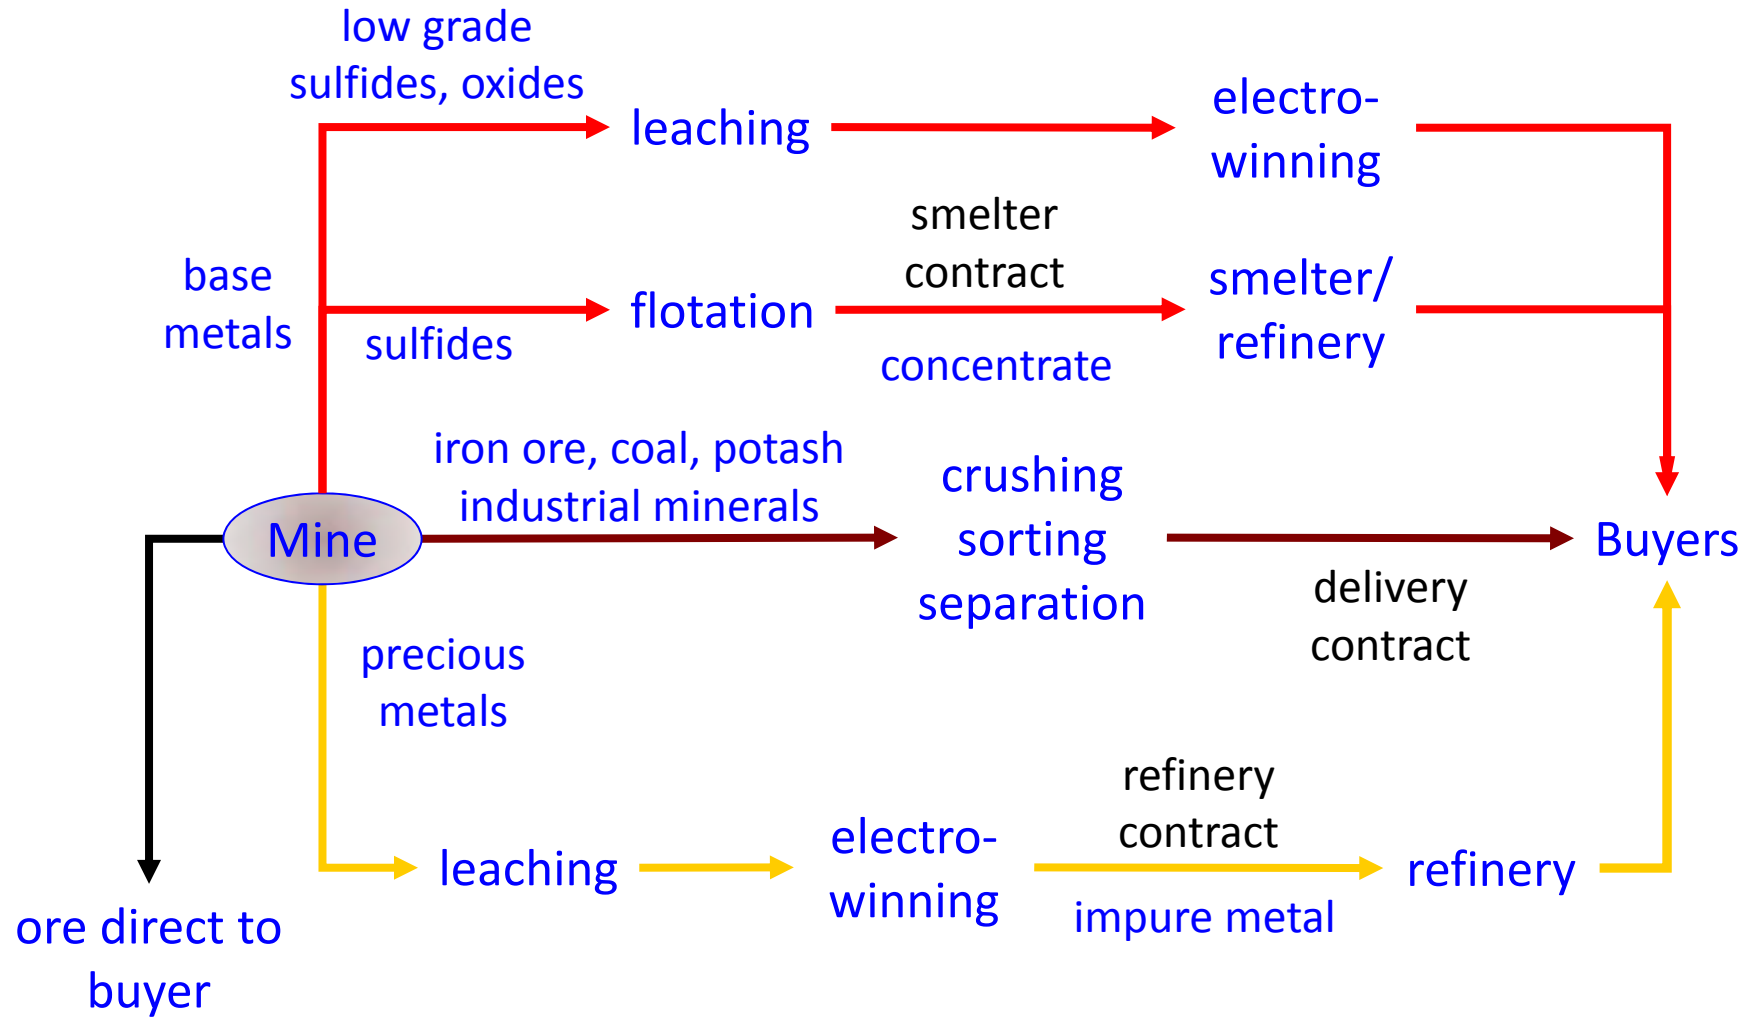 low grade
sulfides, oxides
leaching
electro-
winning
base
metals
sulfides
flotation
smelter
contract
concentrate
smelter/
refinery
iron ore, coal, potash
industrial minerals
Mine
crushing
sorting
separation
delivery
contract
Buyers
precious
metals
leaching
electro-
winning
refinery
contract
impure metal
refinery
ore direct to
buyer